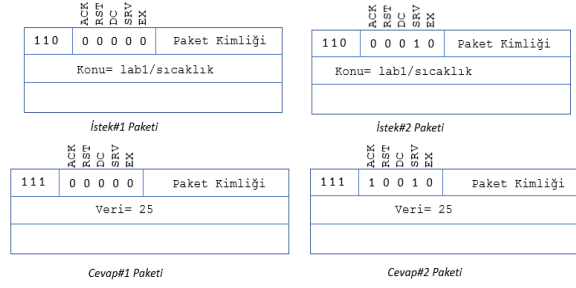 ACK RST DC SRV EX
110 0 0 0 0 0 Paket Kimliği
Konu= lab1/sıcaklık
İstek#1 Paketi
ACK RST DC SRV EX
110 0 0 0 1 0 Paket Kimliği
Konu= lab1/sıcaklık
İstek#2 Paketi
ACK RST DC SRV EX
111 0 0 0 0 0 Paket Kimliği
Veri= 25
Cevap#1 Paketi
ACK RST DC SRV EX
111 1 0 0 1 0 Paket Kimliği
Veri= 25
Cevap#2 Paketi